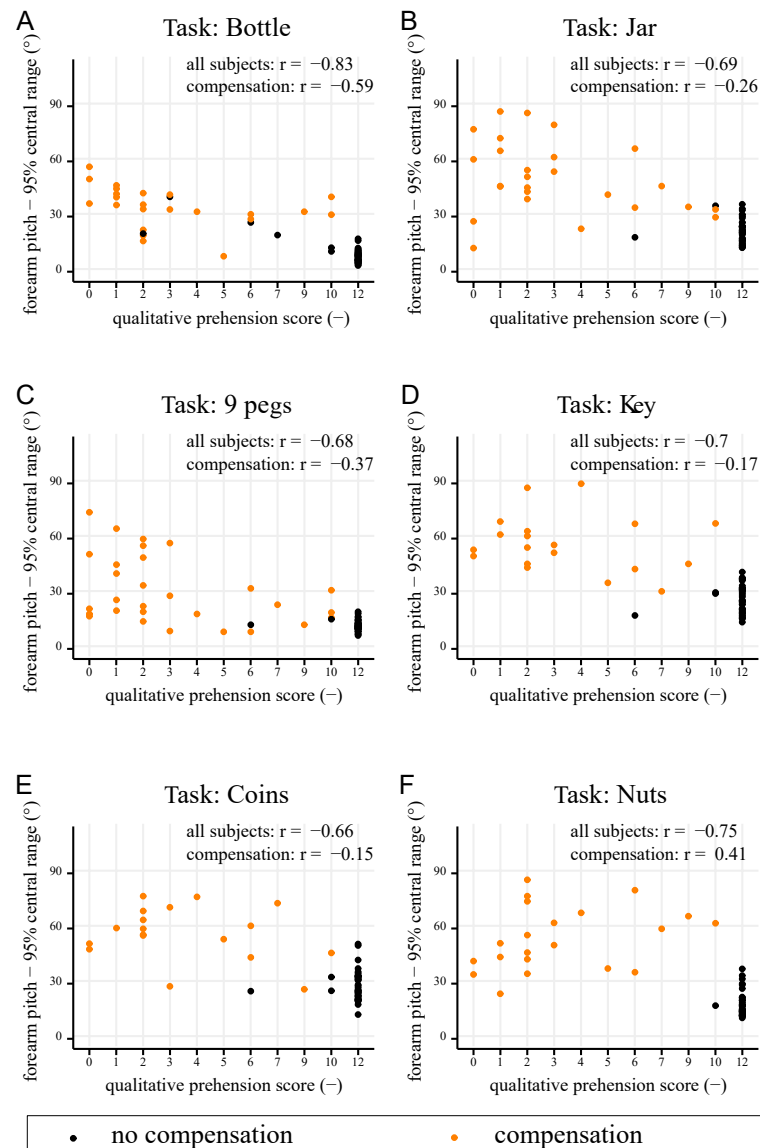 A
Task: Bottle
all subjects: r = −0.83
compensation: r = −0.59
forearm pitch − 95% central range (°)
90
60
30
0
0 1 2 3 4 5 6 7 9 10 12
qualitative prehension score (−)
B
Task: Jar
all subjects: r = −0.69
compensation: r = −0.26
forearm pitch − 95% central range (°)
90
60
30
0
0 1 2 3 4 5 6 7 9 10 12
qualitative prehension score (−)
C
Task: 9 pegs
all subjects: r = −0.68
compensation: r = −0.37
forearm pitch − 95% central range (°)
90
60
30
0
0 1 2 3 4 5 6 7 9 10 12
qualitative prehension score (−)
D
Task: Key
all subjects: r = −0.7
compensation: r = −0.17
forearm pitch − 95% central range (°)
90
60
30
0
0 1 2 3 4 5 6 7 9 10 12
qualitative prehension score (−)
E
Task: Coins
all subjects: r = −0.66
compensation: r = −0.15
forearm pitch − 95% central range (°)
90
60
30
0
0 1 2 3 4 5 6 7 9 10 12
qualitative prehension score (−)
F
Task: Nuts
all subjects: r = −0.75
compensation: r = 0.41
forearm pitch − 95% central range (°)
90
60
30
0
0 1 2 3 4 5 6 7 9 10 12
qualitative prehension score (−)
no compensation
compensation